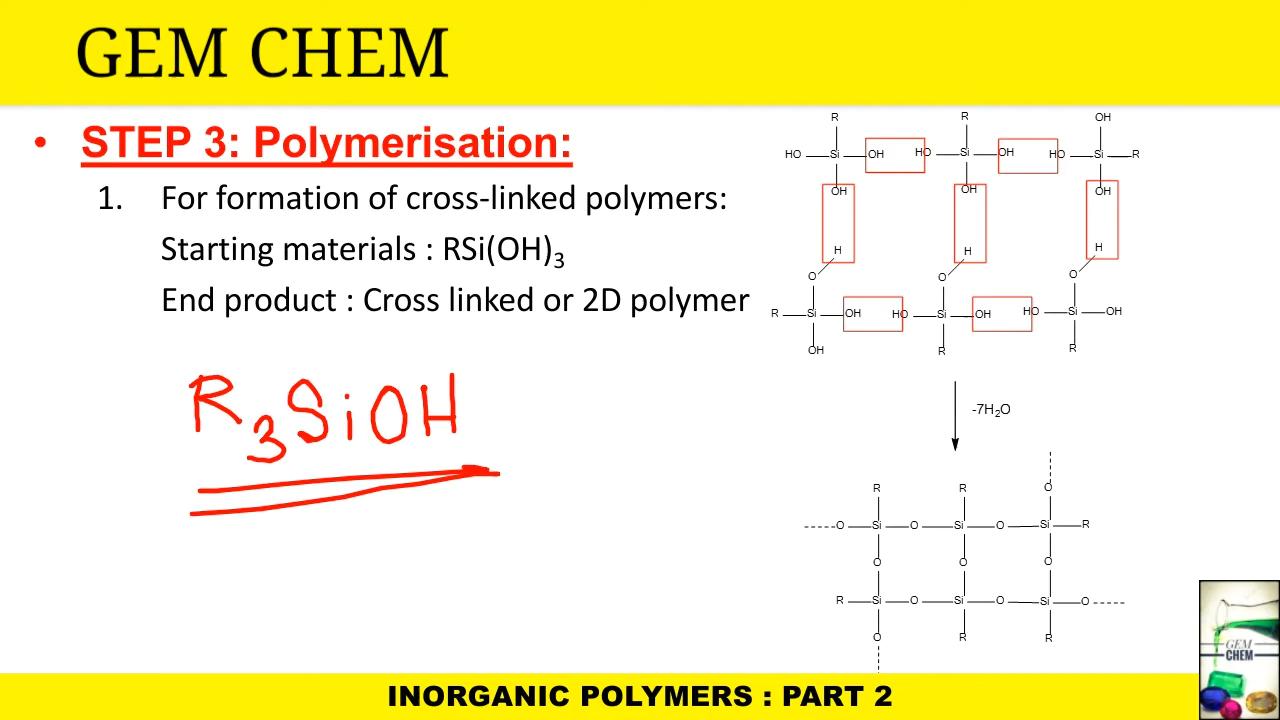 GEM CHEM
• STEP 3: Polymerisation:
1. For formation of cross-linked polymers:
Starting materials : RSi(OH)₃
End product : Cross linked or 2D polymer
R₃SiOH
R R OH
HO Si OH HO Si OH HO Si R
OH OH OH
H H H
O O O
R Si OH HO Si OH HO Si OH
OH R R
-7H₂O
R R O
O Si O Si O Si R
O O O
R Si O Si O Si O
O R R
GEM
CHEM
INORGANIC POLYMERS : PART 2